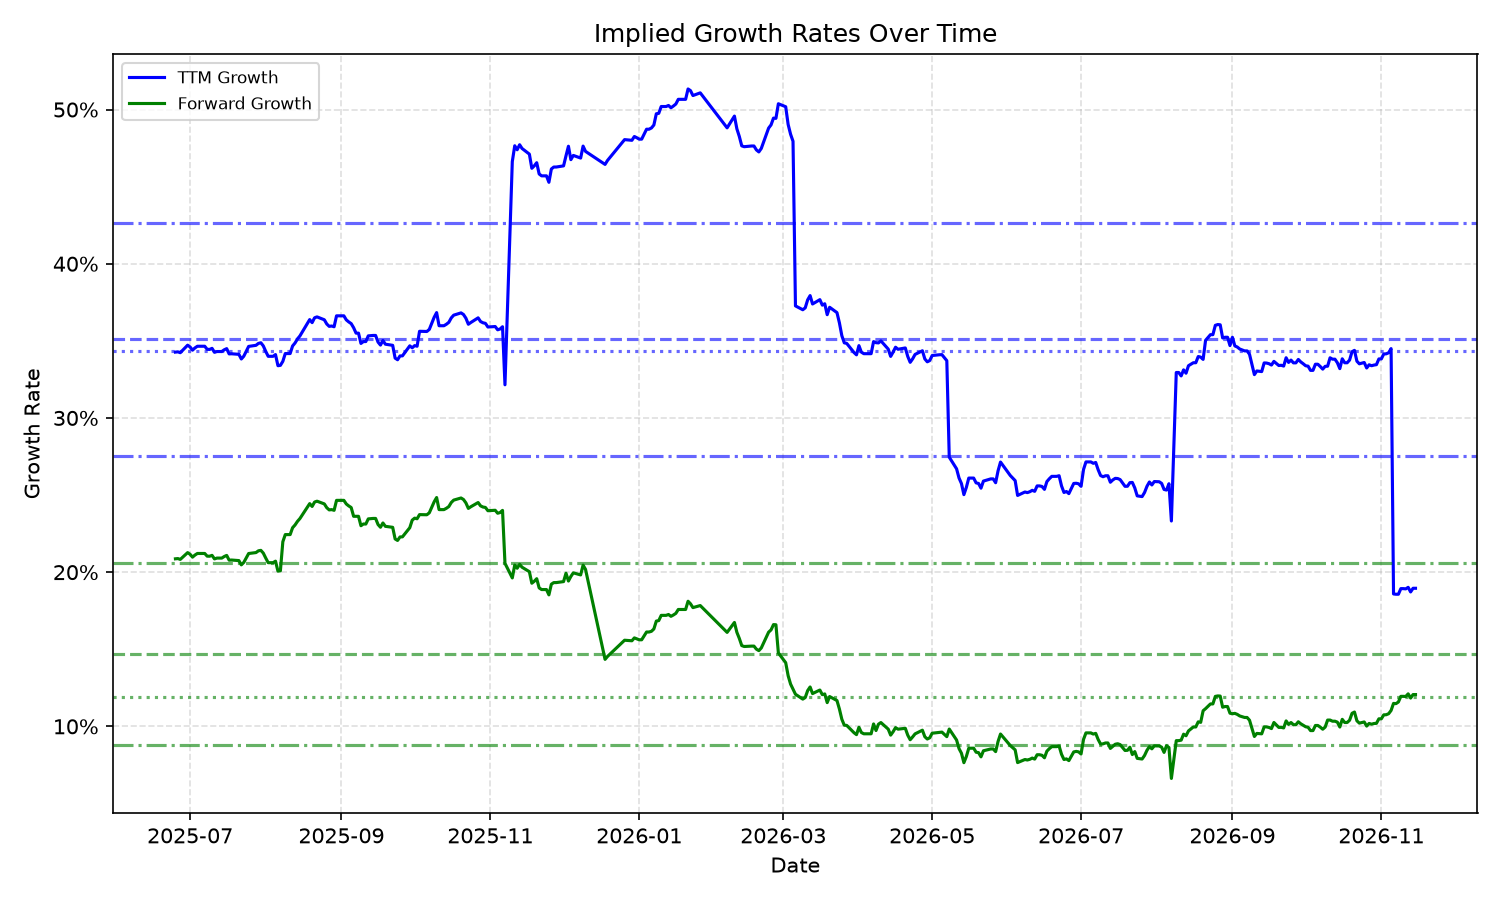 Implied Growth Rates Over Time
TTM Growth
Forward Growth
50%
40%
30%
20%
10%
Growth Rate
2025-07
2025-09
2025-11
2026-01
2026-03
2026-05
2026-07
2026-09
2026-11
Date